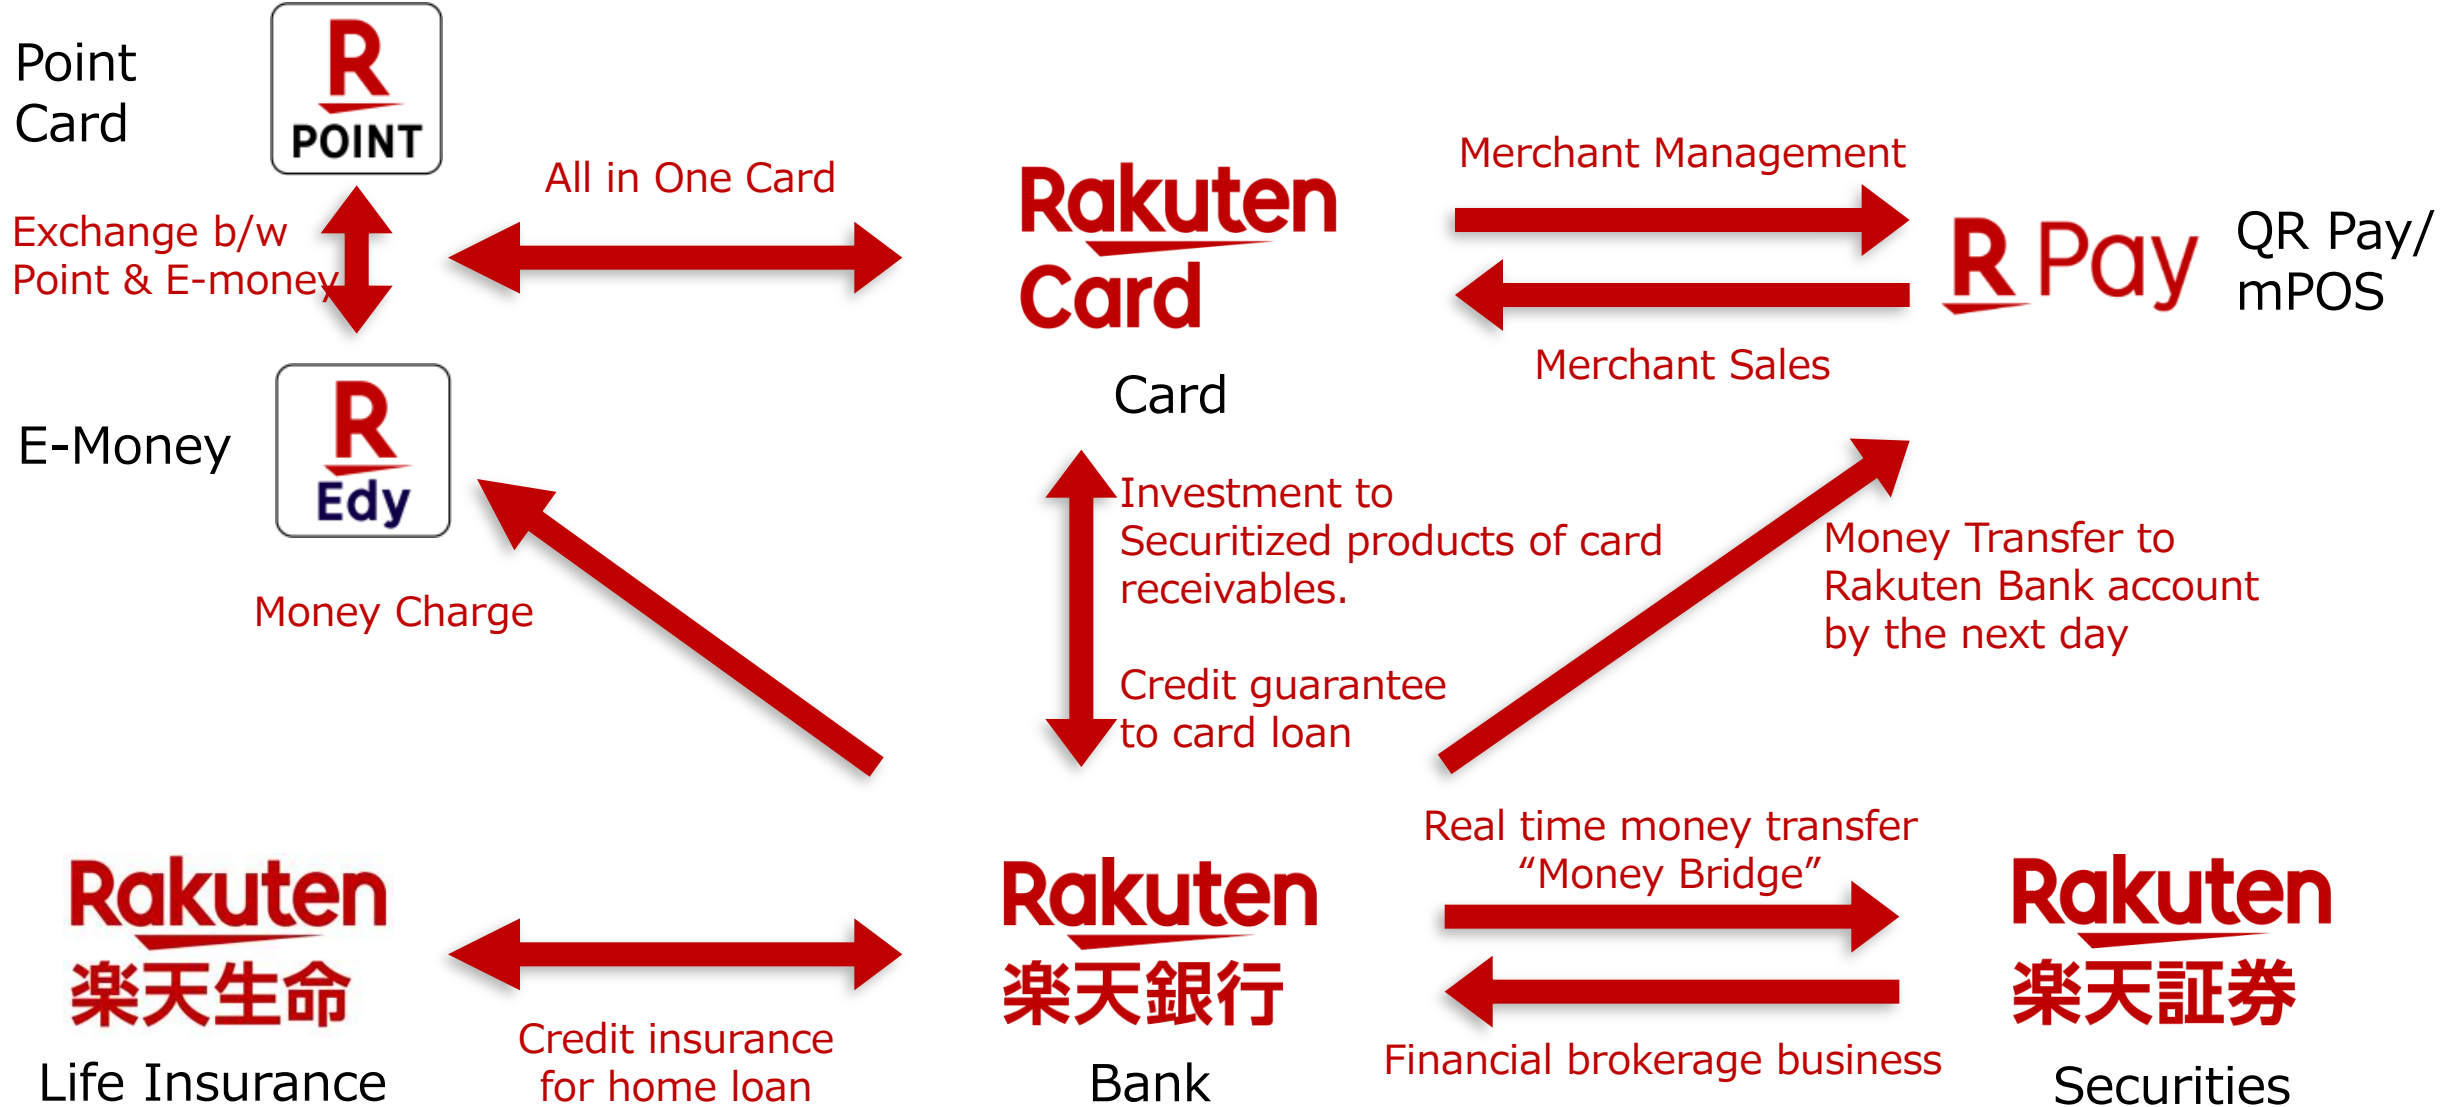 Point
Card
R
POINT
Exchange b/w
Point & E-money
All in One Card
Rakuten
Card
Card
Merchant Management
Merchant Sales
R Pay
QR Pay/
mPOS
E-Money
R
Edy
Money Charge
Investment to
Securitized products of card
receivables.
Credit guarantee
to card loan
Money Transfer to
Rakuten Bank account
by the next day
Rakuten
楽天生命
Life Insurance
Credit insurance
for home loan
Rakuten
楽天銀行
Bank
Real time money transfer
“Money Bridge”
Financial brokerage business
Rakuten
楽天証券
Securities